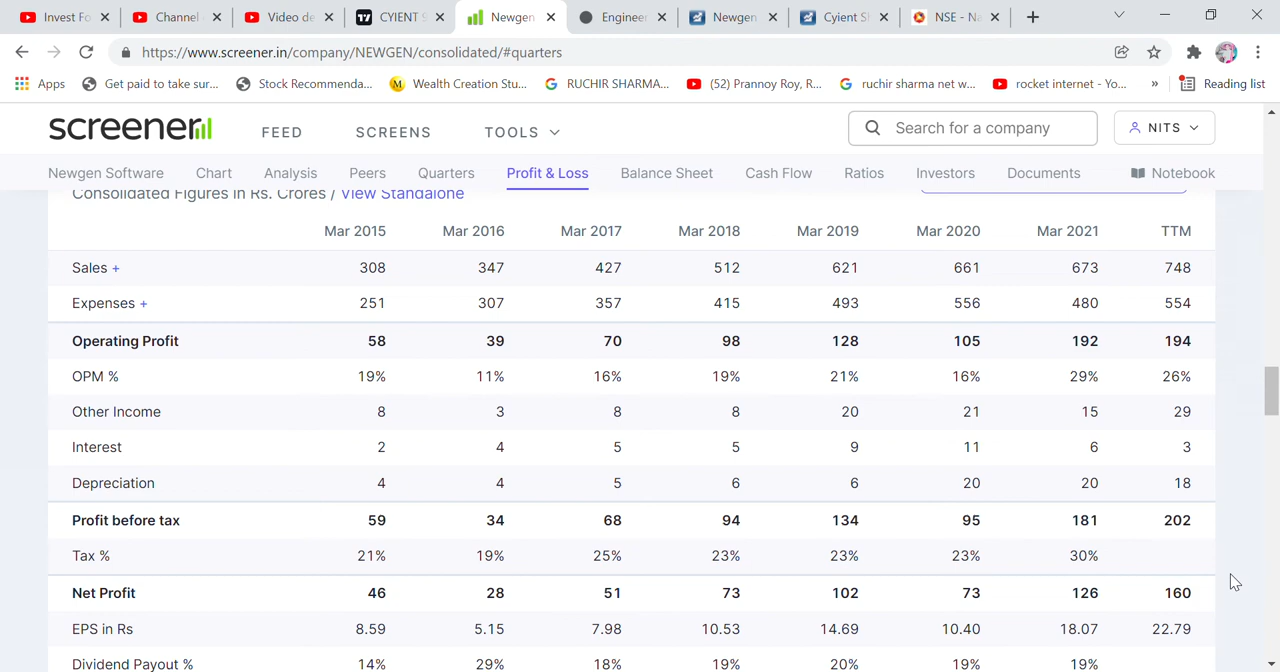 Invest Fo Channel Video de CYIENT S Newgen Engineer Newgen Cyient S NSE - Na
https://www.screener.in/company/NEWGEN/consolidated/#quarters
Apps Get paid to take sur... Stock Recommenda... M Wealth Creation Stu... RUCHIR SHARMA... (52) Prannoy Roy, R... ruchir sharma net w... rocket internet - Yo... » Reading list
screener FEED SCREENS TOOLS Search for a company NITS
Newgen Software Chart Analysis Peers Quarters Profit & Loss Balance Sheet Cash Flow Ratios Investors Documents Notebook
Consolidated Figures in Rs. Crores / View Standalone
Mar 2015 Mar 2016 Mar 2017 Mar 2018 Mar 2019 Mar 2020 Mar 2021 TTM
Sales + 308 347 427 512 621 661 673 748
Expenses + 251 307 357 415 493 556 480 554
Operating Profit 58 39 70 98 128 105 192 194
OPM % 19% 11% 16% 19% 21% 16% 29% 26%
Other Income 8 3 8 8 20 21 15 29
Interest 2 4 5 5 9 11 6 3
Depreciation 4 4 5 6 6 20 20 18
Profit before tax 59 34 68 94 134 95 181 202
Tax % 21% 19% 25% 23% 23% 23% 30%
Net Profit 46 28 51 73 102 73 126 160
EPS in Rs 8.59 5.15 7.98 10.53 14.69 10.40 18.07 22.79
Dividend Payout % 14% 29% 18% 19% 20% 19% 19%